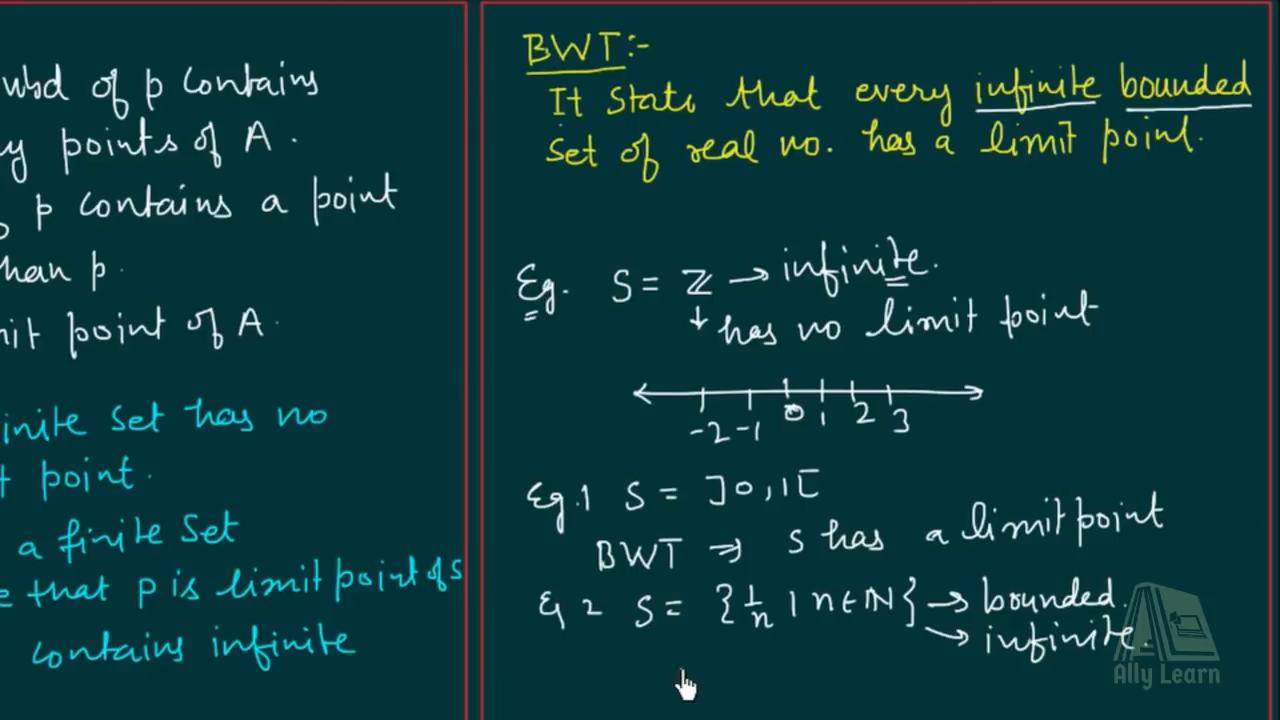 nbd of p contains
y points of A.
p contains a point
han p.
it point of A.
inite Set has no
t point.
a finite Set
e that p is limit point of S
contains infinite
BWT:-
It stats that every infinite bounded
set of real no. has a limit point.
Eg. S = ℤ → infinite.
↓ has no limit point
-2 -1 0 1 2 3
Eg.1 S = ]0,1[
BWT ⇒ S has a limit point
Eg 2 S = {1/n | n ∈ ℕ} → bounded.
→ infinite.
Ally Learn